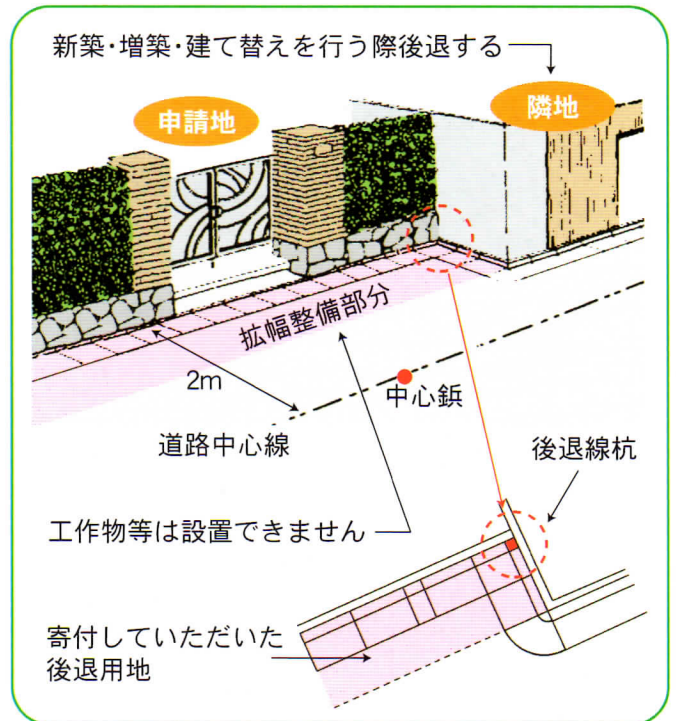 新築・増築・建て替えを行う際後退する
申請地
隣地
拡幅整備部分
2m
中心鋲
道路中心線
後退線杭
工作物等は設置できません
寄付していただいた
後退用地